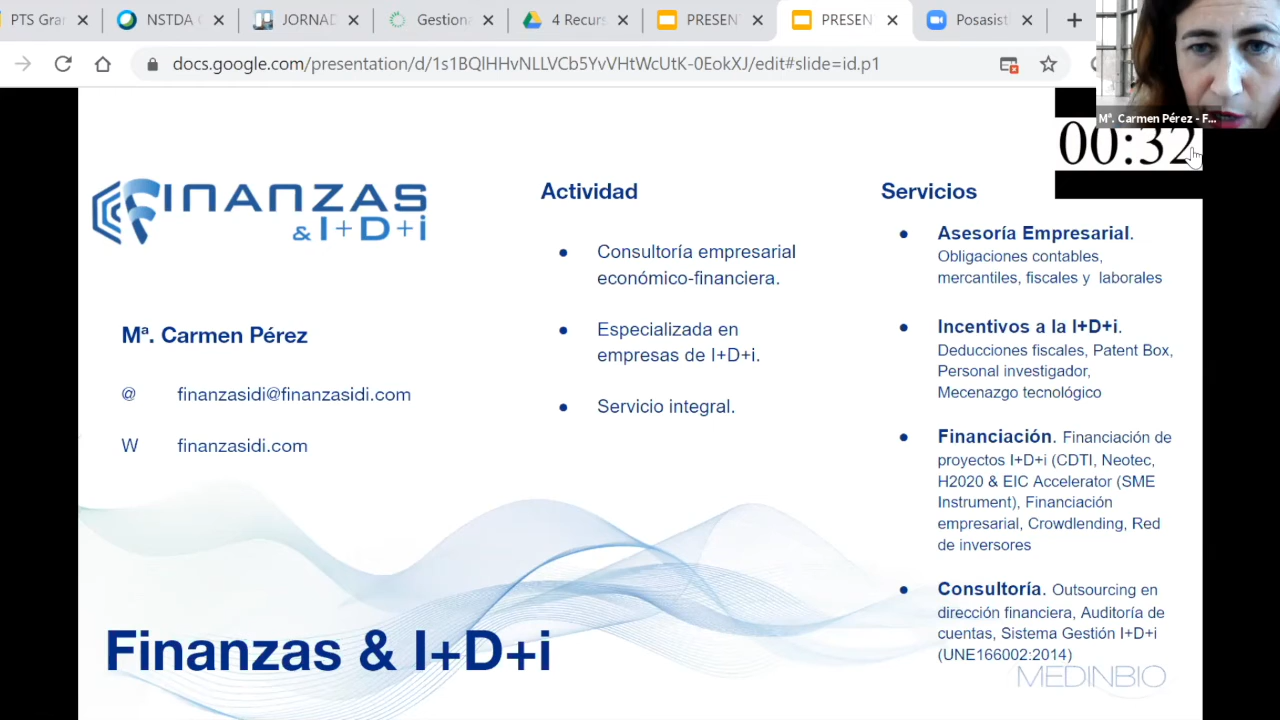 PTS Gran
NSTDA
JORNAD
Gestiona
4 Recurs
PRESEN
PRESEN
Posasist
docs.google.com/presentation/d/1s1BQlHHvNLLVCb5YvVHtWcUtK-0EokXJ/edit#slide=id.p1
Mª. Carmen Pérez - F...
00:32
FINANZAS
& I+D+i
Mª. Carmen Pérez
@ finanzasidi@finanzasidi.com
W finanzasidi.com
Actividad
● Consultoría empresarial
económico-financiera.
● Especializada en
empresas de I+D+i.
● Servicio integral.
Servicios
● Asesoría Empresarial.
Obligaciones contables,
mercantiles, fiscales y laborales
● Incentivos a la I+D+i.
Deducciones fiscales, Patent Box,
Personal investigador,
Mecenazgo tecnológico
● Financiación. Financiación de
proyectos I+D+i (CDTI, Neotec,
H2020 & EIC Accelerator (SME
Instrument), Financiación
empresarial, Crowdlending, Red
de inversores
● Consultoría. Outsourcing en
dirección financiera, Auditoría de
cuentas, Sistema Gestión I+D+i
(UNE166002:2014)
Finanzas & I+D+i
MEDINBIO